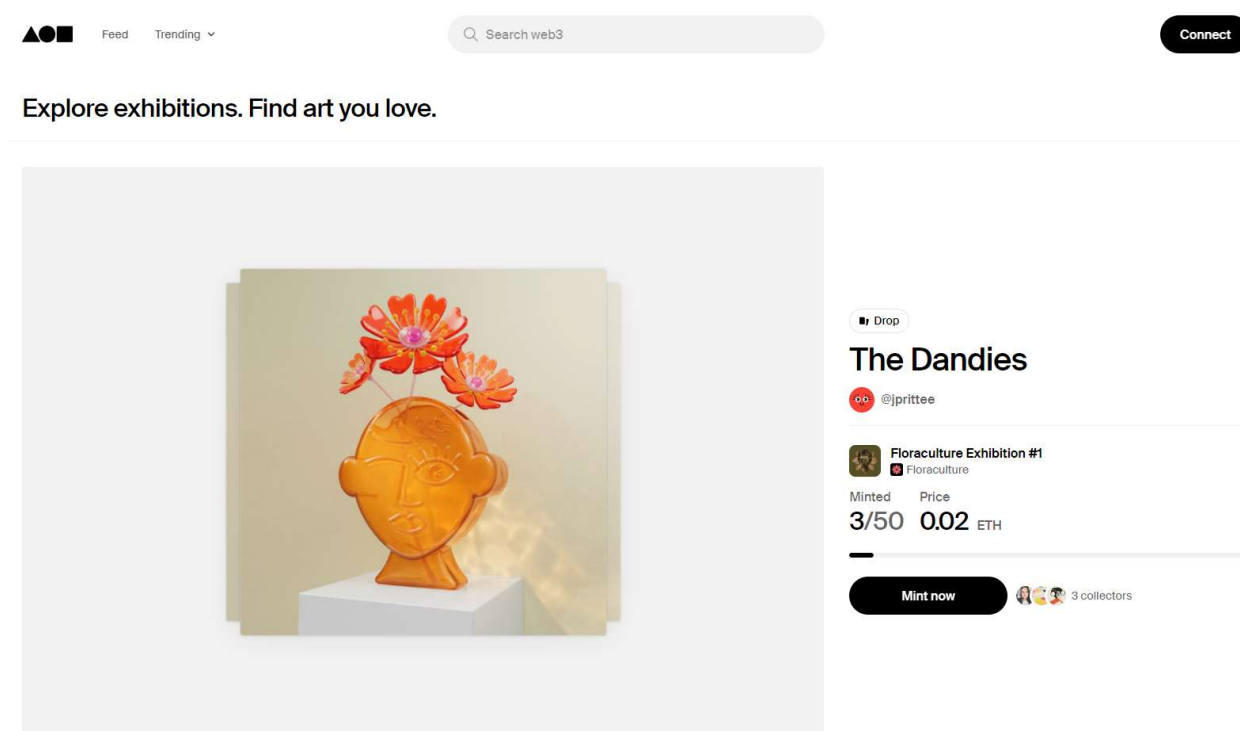 Feed
Trending
Search web3
Connect
Explore exhibitions. Find art you love.
Drop
The Dandies
@jprittee
Floraculture Exhibition #1
Floraculture
Minted Price
3/50 0.02 ETH
Mint now
3 collectors